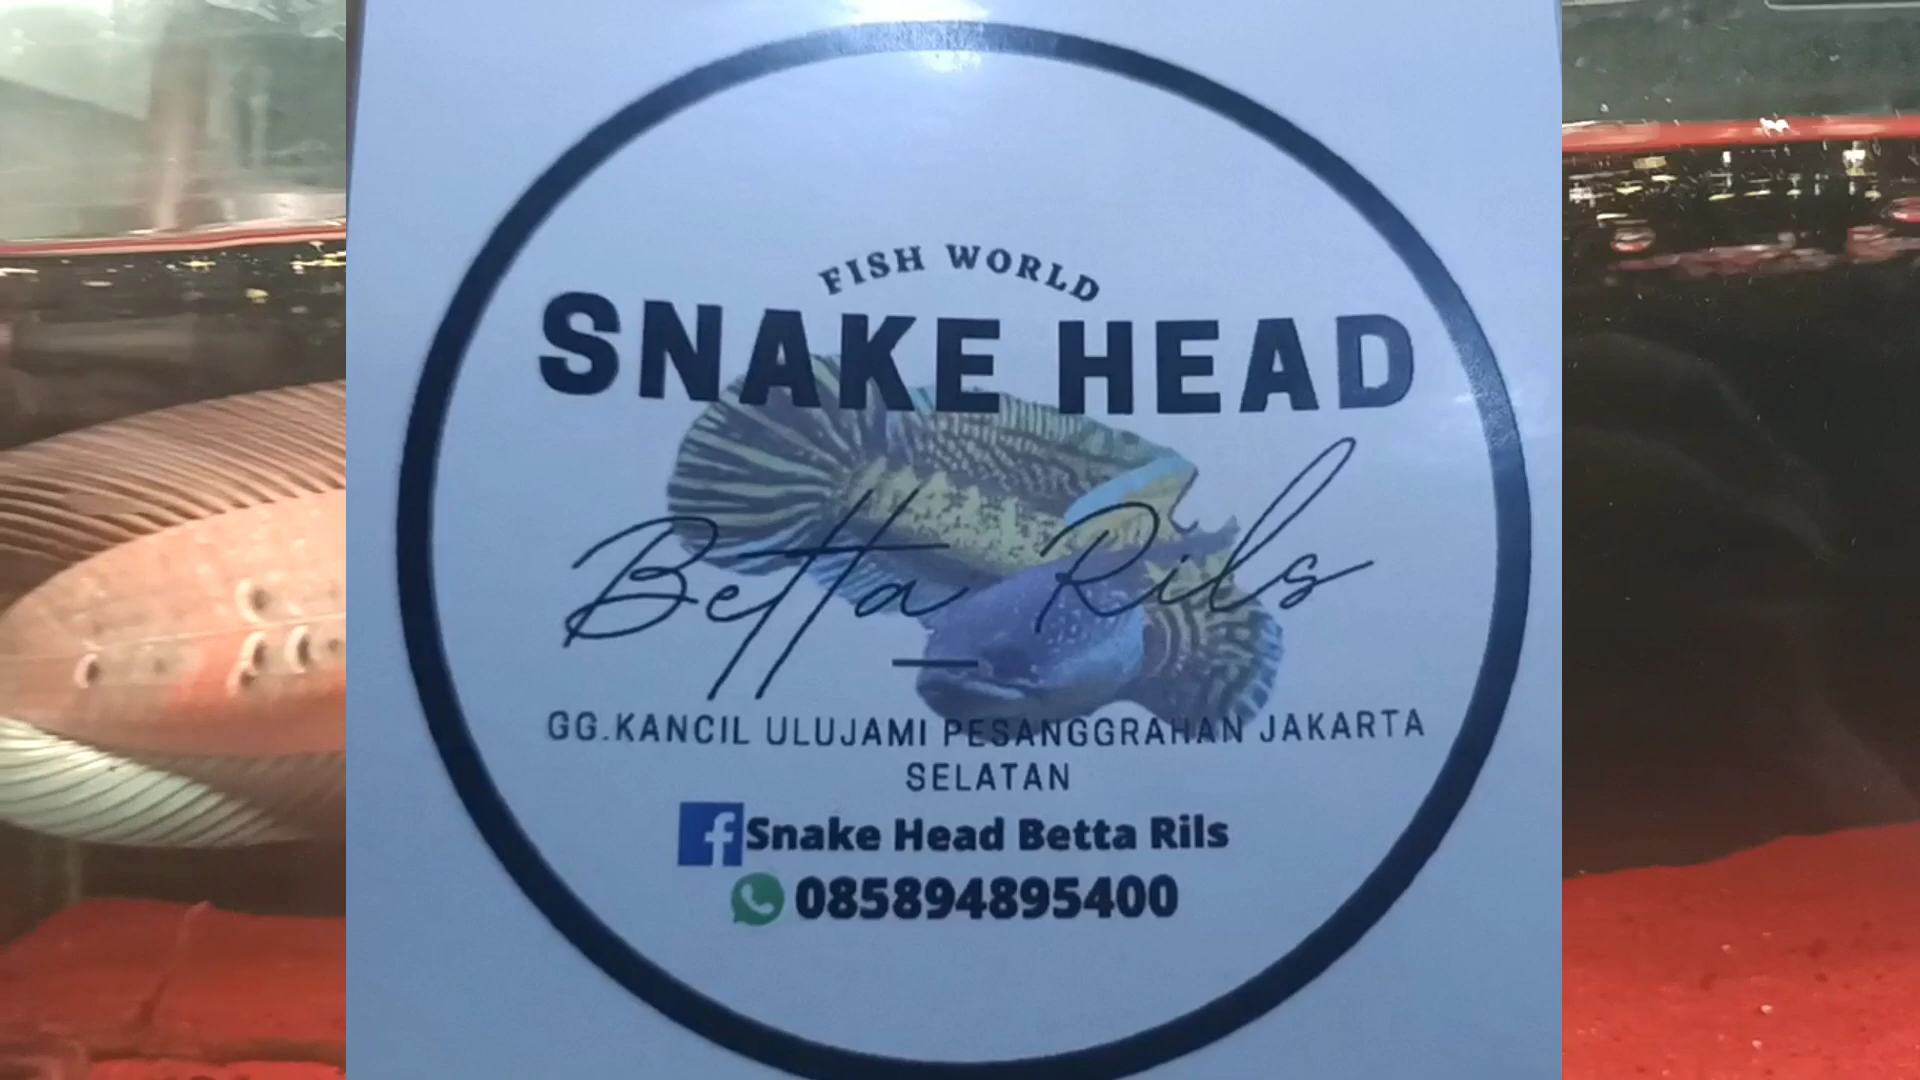 FISH WORLD
SNAKE HEAD
Betta Rils
GG.KANCIL ULUJAMI PESANGGRAHAN JAKARTA
SELATAN
Snake Head Betta Rils
085894895400